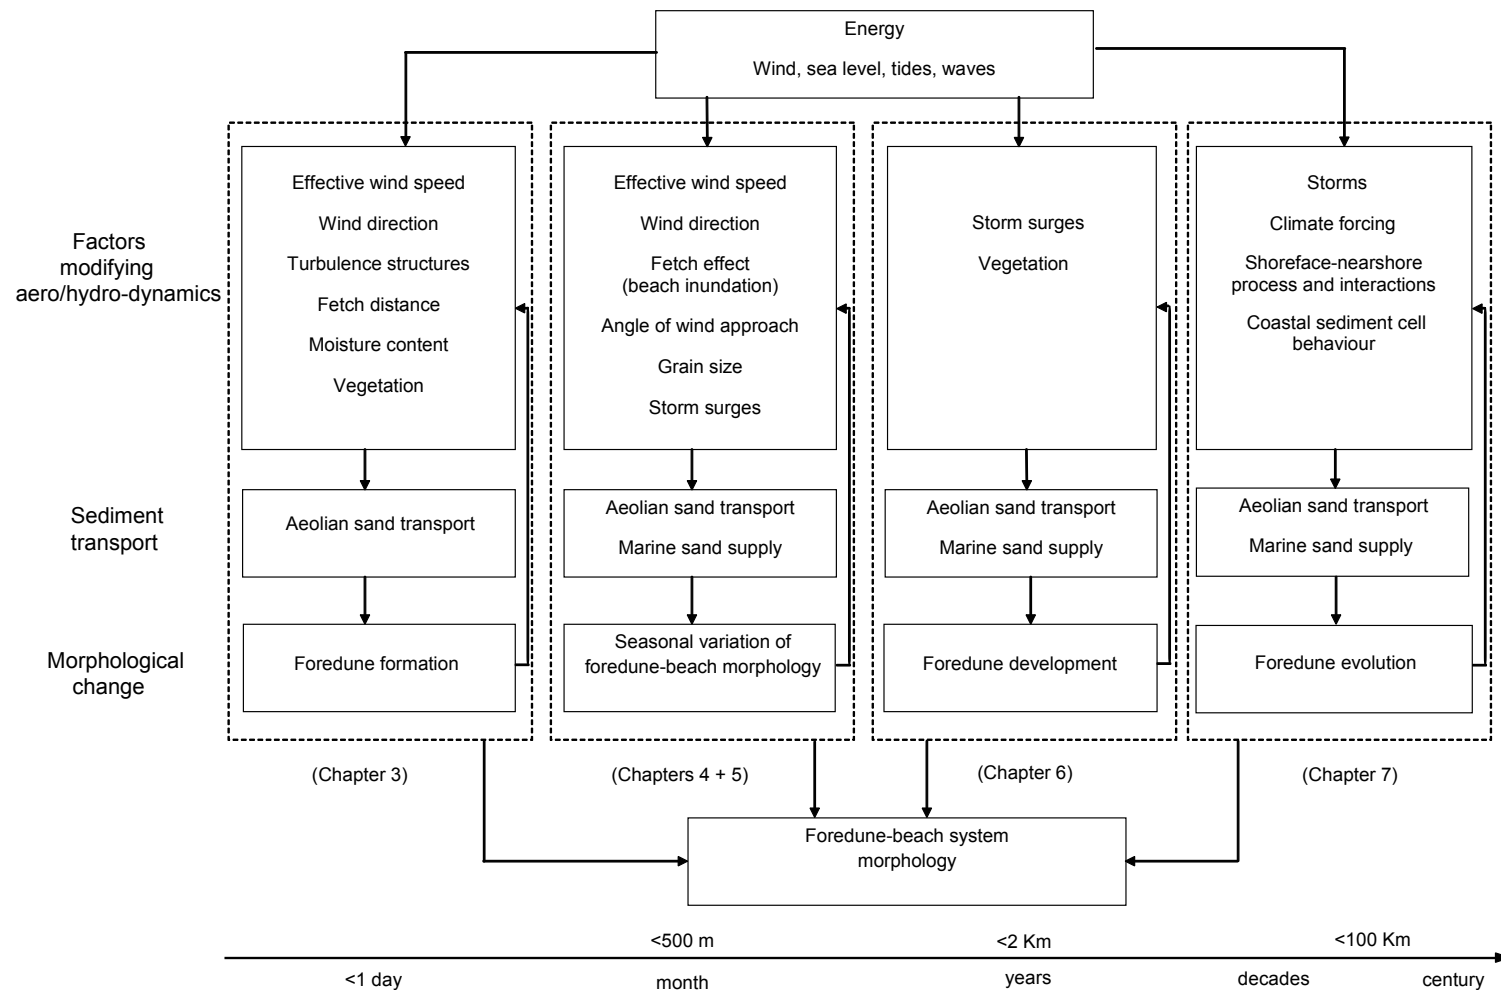 Energy
Wind, sea level, tides, waves
Factors
modifying
aero/hydro-dynamics
Effective wind speed
Wind direction
Turbulence structures
Fetch distance
Moisture content
Vegetation
Effective wind speed
Wind direction
Fetch effect
(beach inundation)
Angle of wind approach
Grain size
Storm surges
Storm surges
Vegetation
Storms
Climate forcing
Shoreface-nearshore
process and interactions
Coastal sediment cell
behaviour
Sediment
transport
Aeolian sand transport
Aeolian sand transport
Marine sand supply
Aeolian sand transport
Marine sand supply
Aeolian sand transport
Marine sand supply
Morphological
change
Foredune formation
Seasonal variation of
foredune-beach morphology
Foredune development
Foredune evolution
(Chapter 3)
(Chapters 4 + 5)
(Chapter 6)
(Chapter 7)
Foredune-beach system
morphology
<500 m
<2 Km
<100 Km
<1 day
month
years
decades
century